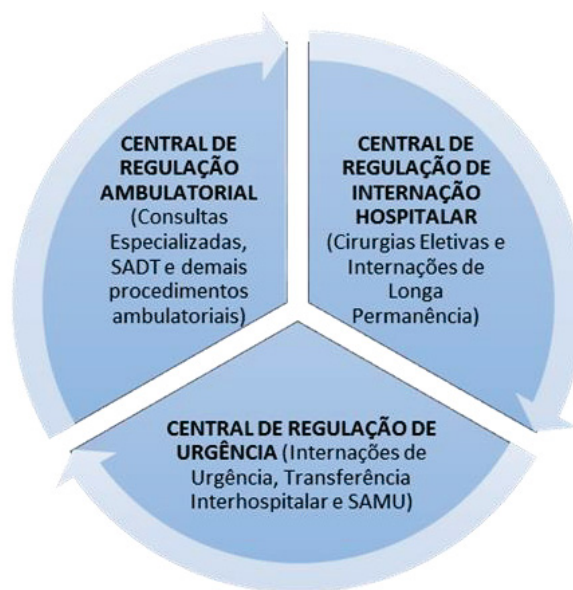 CENTRAL DE
REGULAÇÃO
AMBULATORIAL
(Consultas
Especializadas,
SADT e demais
procedimentos
ambulatoriais)
CENTRAL DE
REGULAÇÃO DE
INTERNAÇÃO
HOSPITALAR
(Cirurgias Eletivas e
Internações de
Longa
Permanência)
CENTRAL DE REGULAÇÃO DE
URGÊNCIA (Internações de
Urgência, Transferência
Interhospitalar e SAMU)